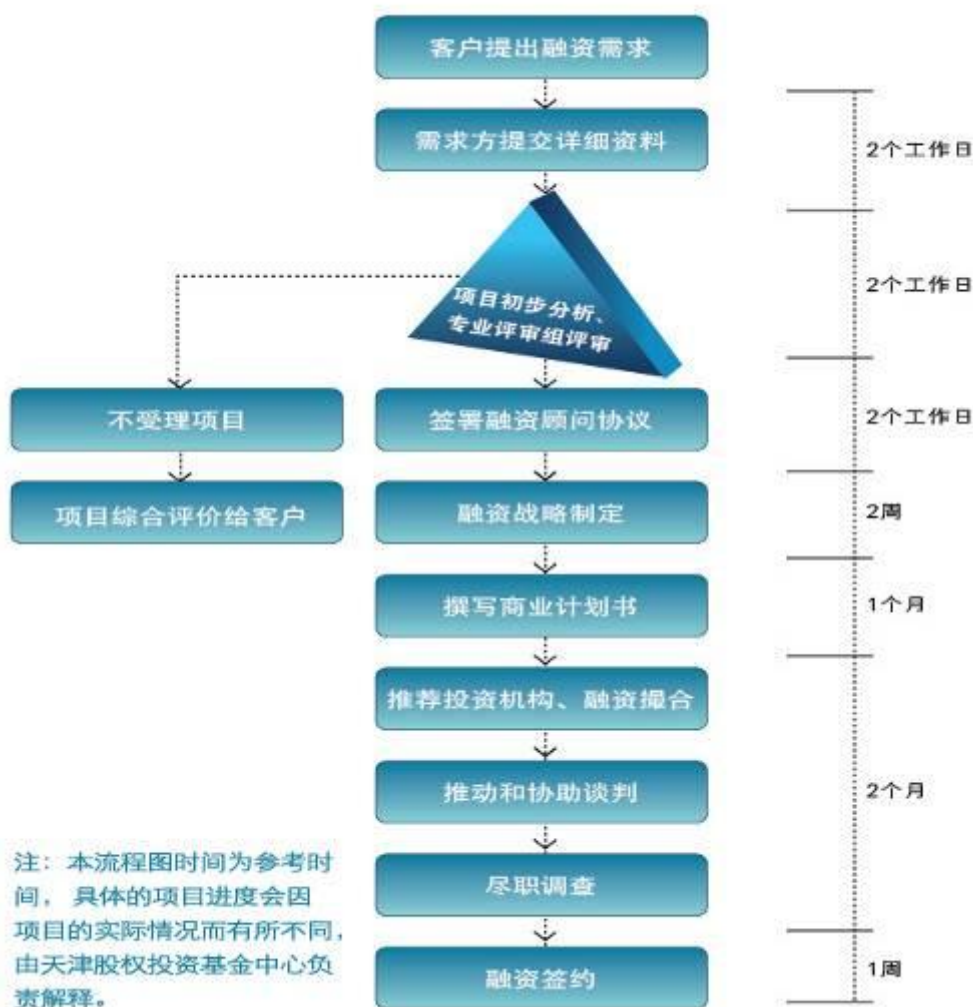 客户提出融资需求
需求方提交详细资料
2个工作日
项目初步分析、
专业评审组评审
2个工作日
不受理项目
签署融资顾问协议
2个工作日
项目综合评价给客户
融资战略制定
2周
撰写商业计划书
1个月
推荐投资机构、融资撮合
推动和协助谈判
2个月
尽职调查
融资签约
1周
注：本流程图时间为参考时
间，具体的项目进度会因
项目的实际情况而有所不同，
由天津股权投资基金中心负
责解释。